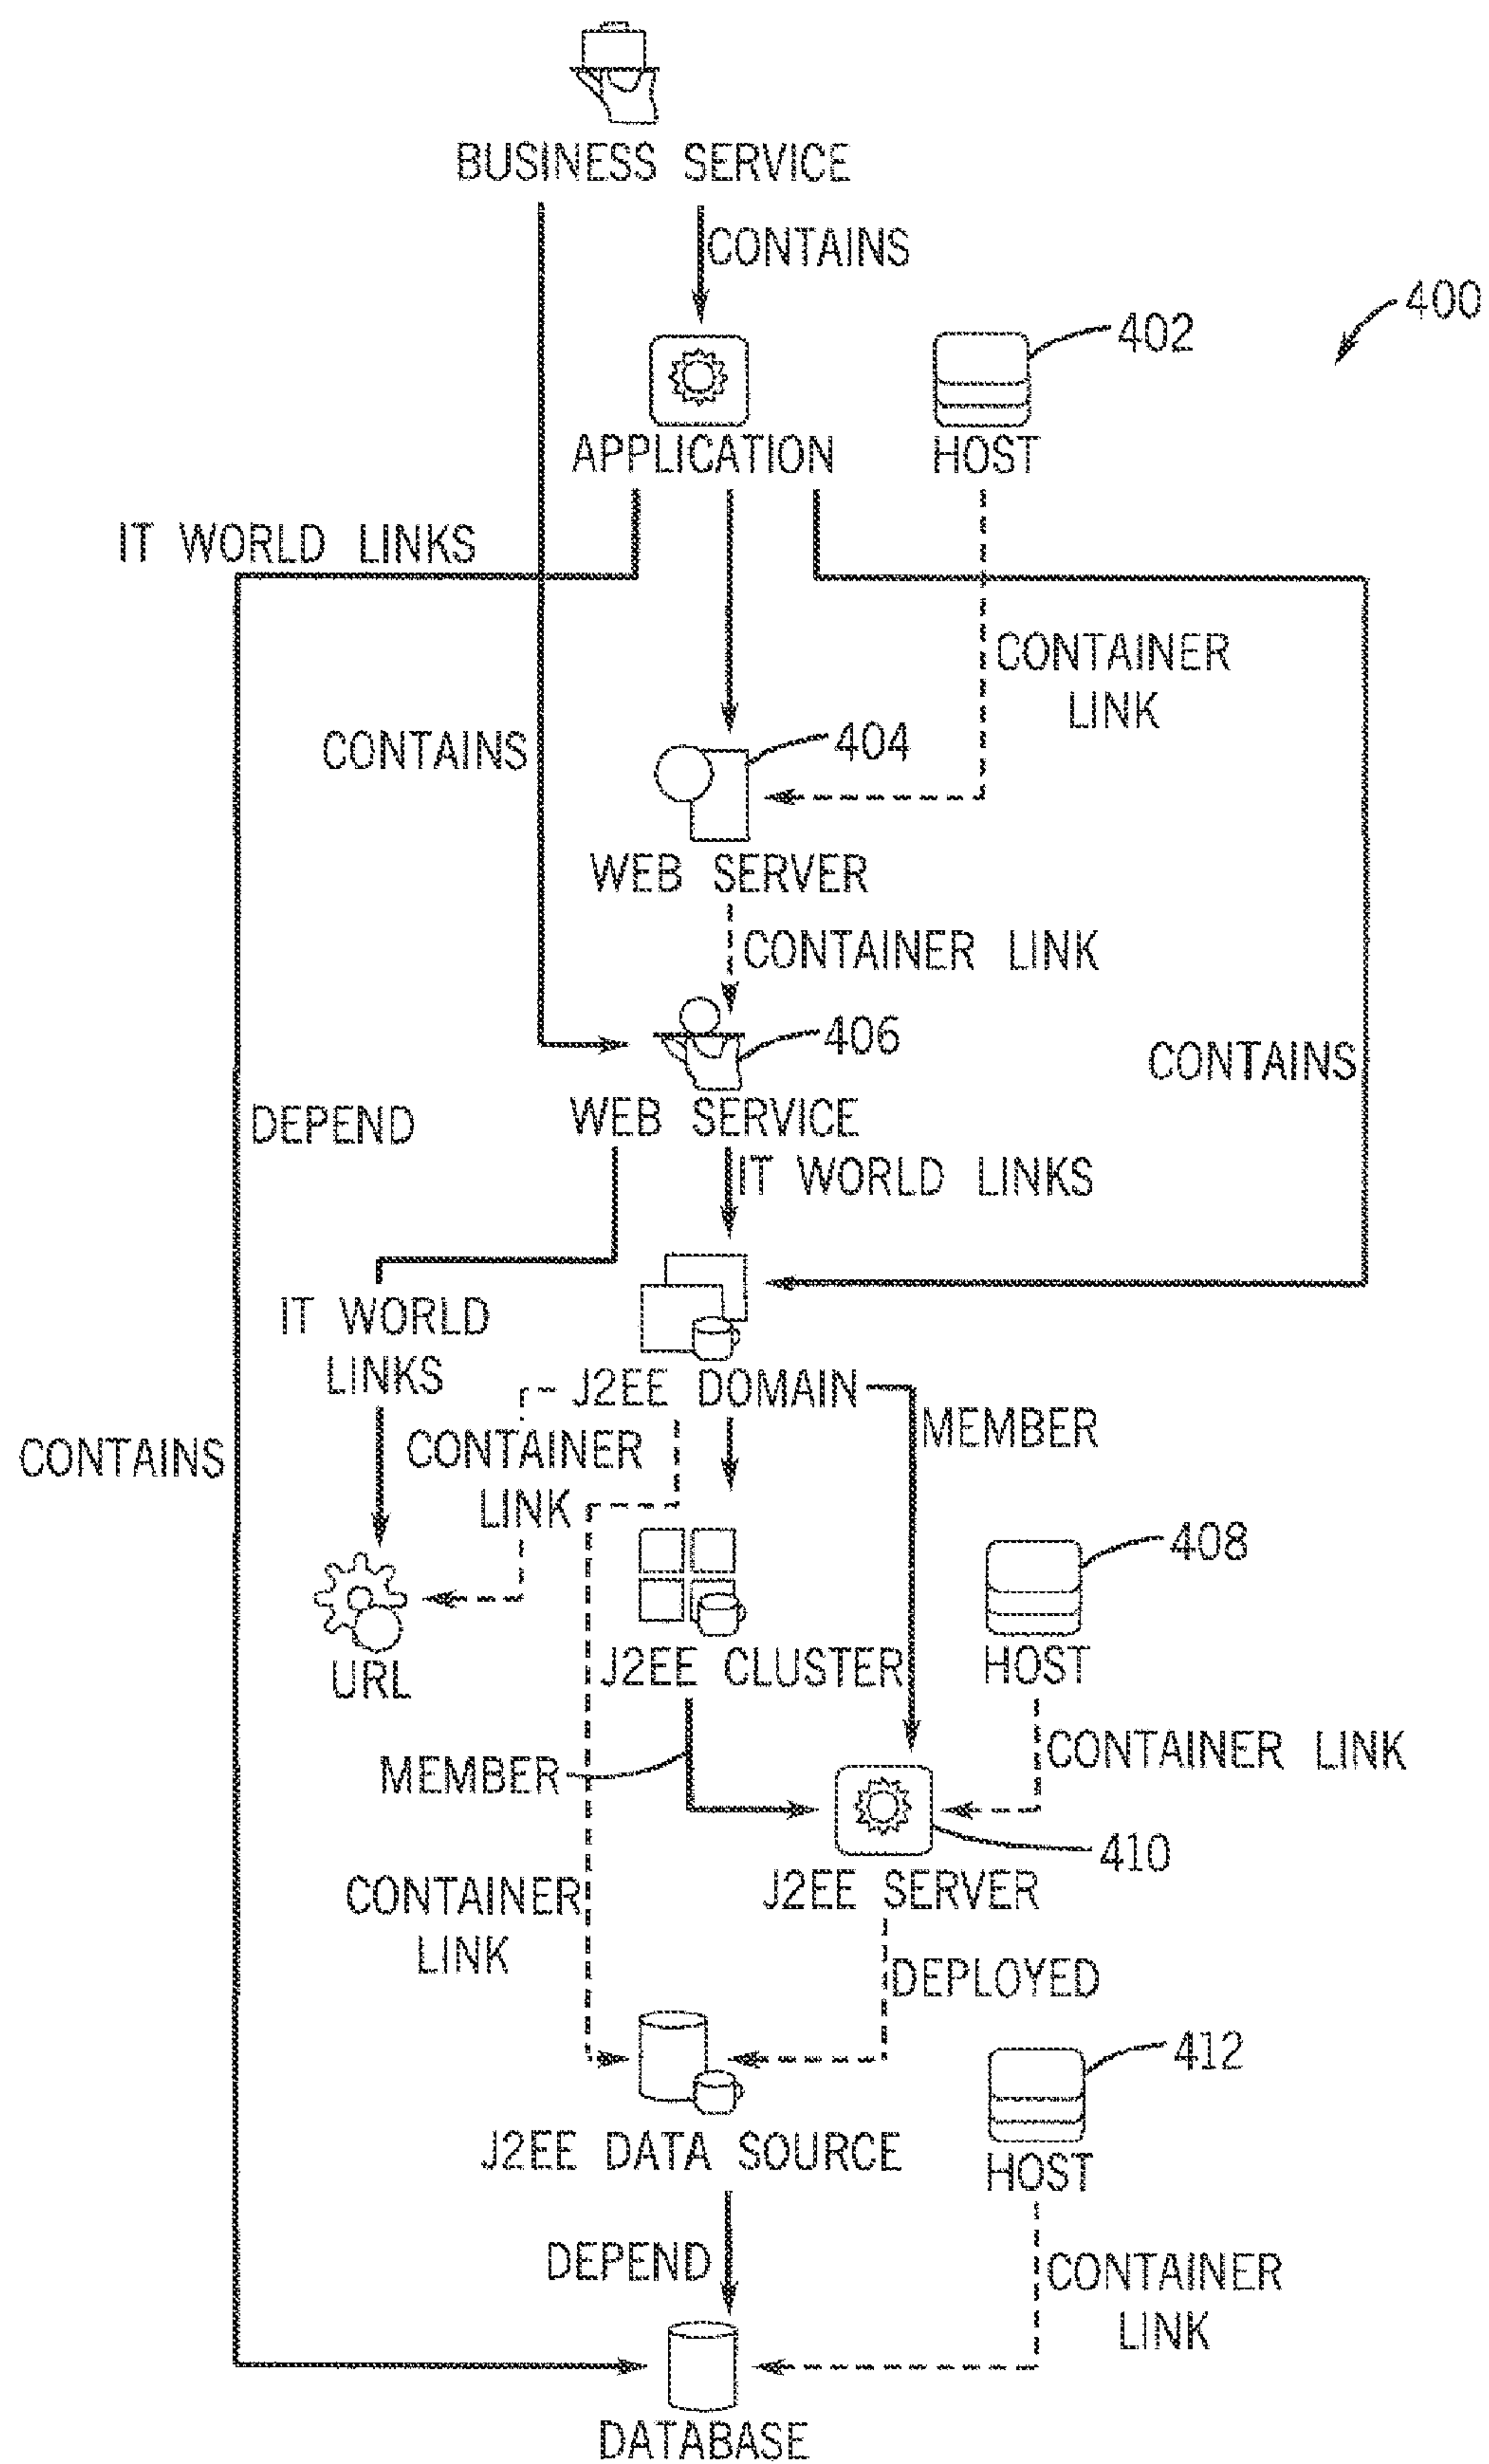 BUSINESS SERVICE
CONTAINS
400
402
APPLICATION
HOST
IT WORLD LINKS
CONTAINER
LINK
CONTAINS
404
WEB SERVER
CONTAINER LINK
406
CONTAINS
DEPEND
WEB SERVICE
IT WORLD LINKS
IT WORLD
LINKS
J2EE DOMAIN
MEMBER
CONTAINS
CONTAINER
LINK
408
URL
J2EE CLUSTER
HOST
MEMBER
CONTAINER LINK
410
J2EE SERVER
CONTAINER
LINK
DEPLOYED
412
J2EE DATA SOURCE
HOST
DEPEND
CONTAINER
LINK
DATABASE